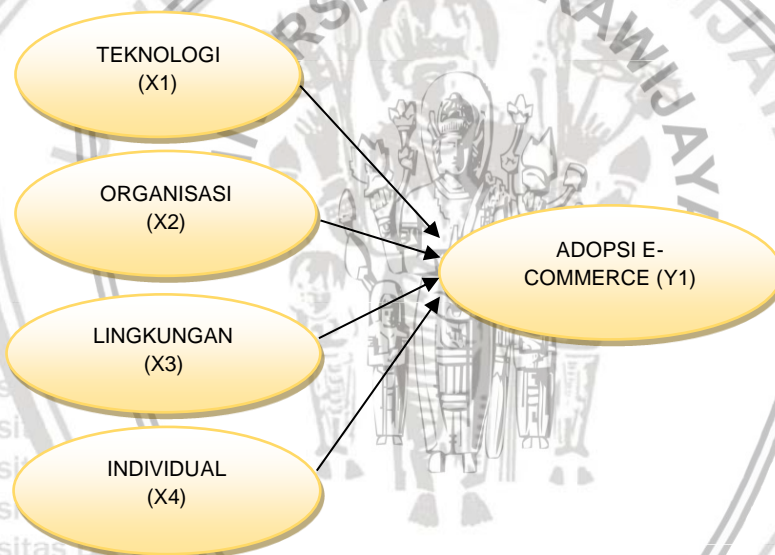 TEKNOLOGI
(X1)
ORGANISASI
(X2)
LINGKUNGAN
(X3)
INDIVIDUAL
(X4)
ADOPSI E-
COMMERCE (Y1)